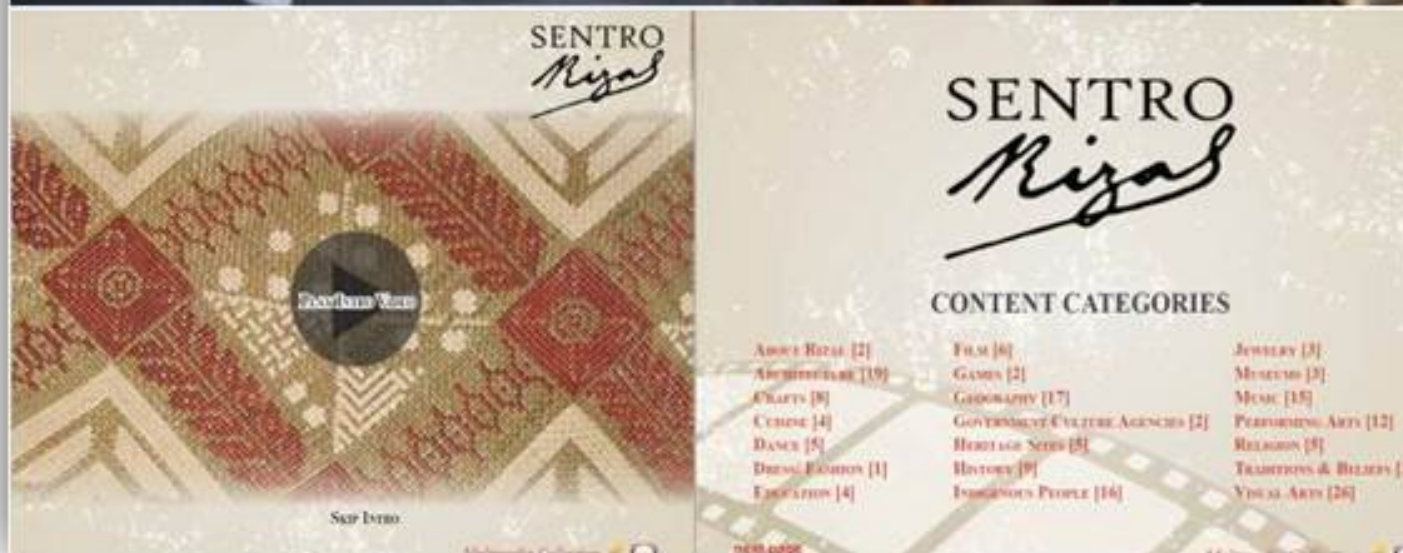 SENTRO
Rizal
PLAY INTRO VIDEO
SKIP INTRO
SENTRO
Rizal
CONTENT CATEGORIES
ABOUT RIZAL [2]
ARCHITECTURE [19]
CRAFTS [8]
CUISINE [4]
DANCE [5]
DRESS/FASHION [1]
EDUCATION [4]
FILM [6]
GAMES [2]
GEOGRAPHY [17]
GOVERNMENT CULTURE AGENCIES [2]
HERITAGE SITES [5]
HISTORY [9]
INDIGENOUS PEOPLE [16]
JEWELRY [3]
MUSEUMS [3]
MUSIC [15]
PERFORMING ARTS [12]
RELIGION [5]
TRADITIONS & BELIEFS
VISUAL ARTS [26]